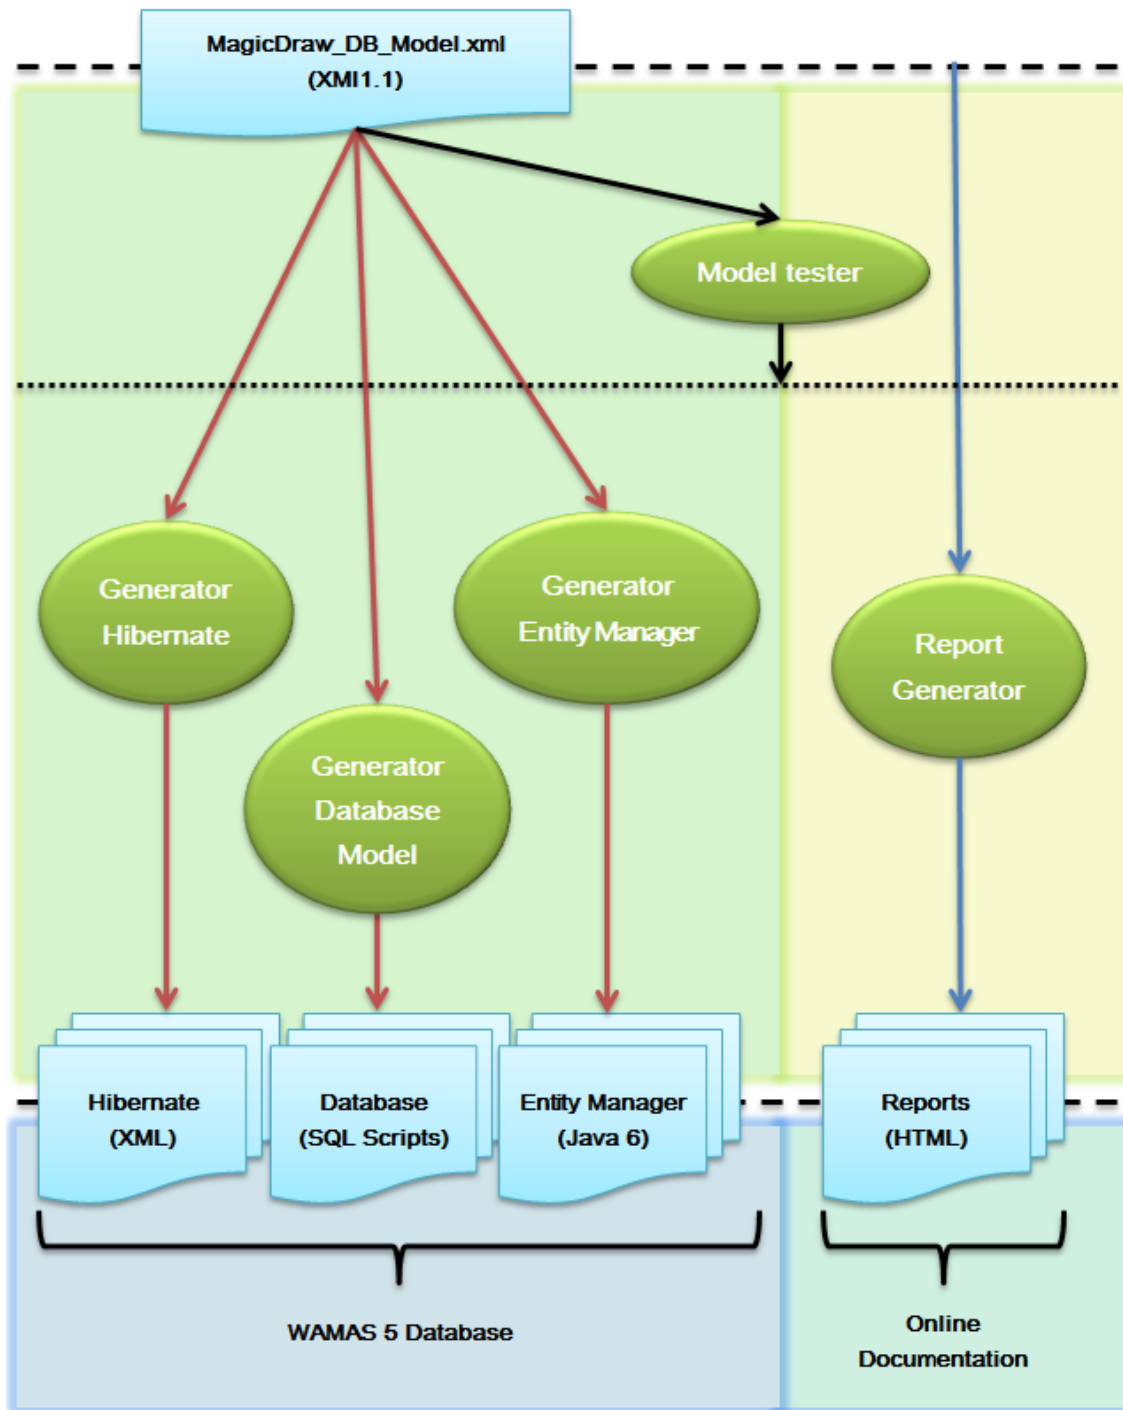 MagicDraw_DB_Model.xml
(XMI1.1)
Model tester
Generator
Hibernate
Generator
Entity Manager
Report
Generator
Generator
Database
Model
Hibernate
(XML)
Database
(SQL Scripts)
Entity Manager
(Java 6)
Reports
(HTML)
WAMAS 5 Database
Online
Documentation